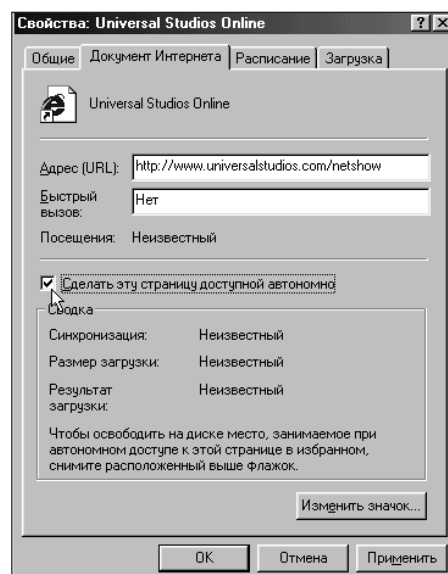 Свойства: Universal Studios Online
Общие Документ Интернета Расписание Загрузка
Universal Studios Online
Адрес (URL): http://www.universalstudios.com/netshow
Быстрый
вызов: Нет
Посещения: Неизвестный
Сделать эту страницу доступной автономно
Сводка
Синхронизация: Неизвестный
Размер загрузки: Неизвестный
Результат Неизвестный
загрузки:
Чтобы освободить на диске место, занимаемое при
автономном доступе к этой странице в избранном,
снимите расположенный выше флажок.
Изменить значок...
OK Отмена Применить